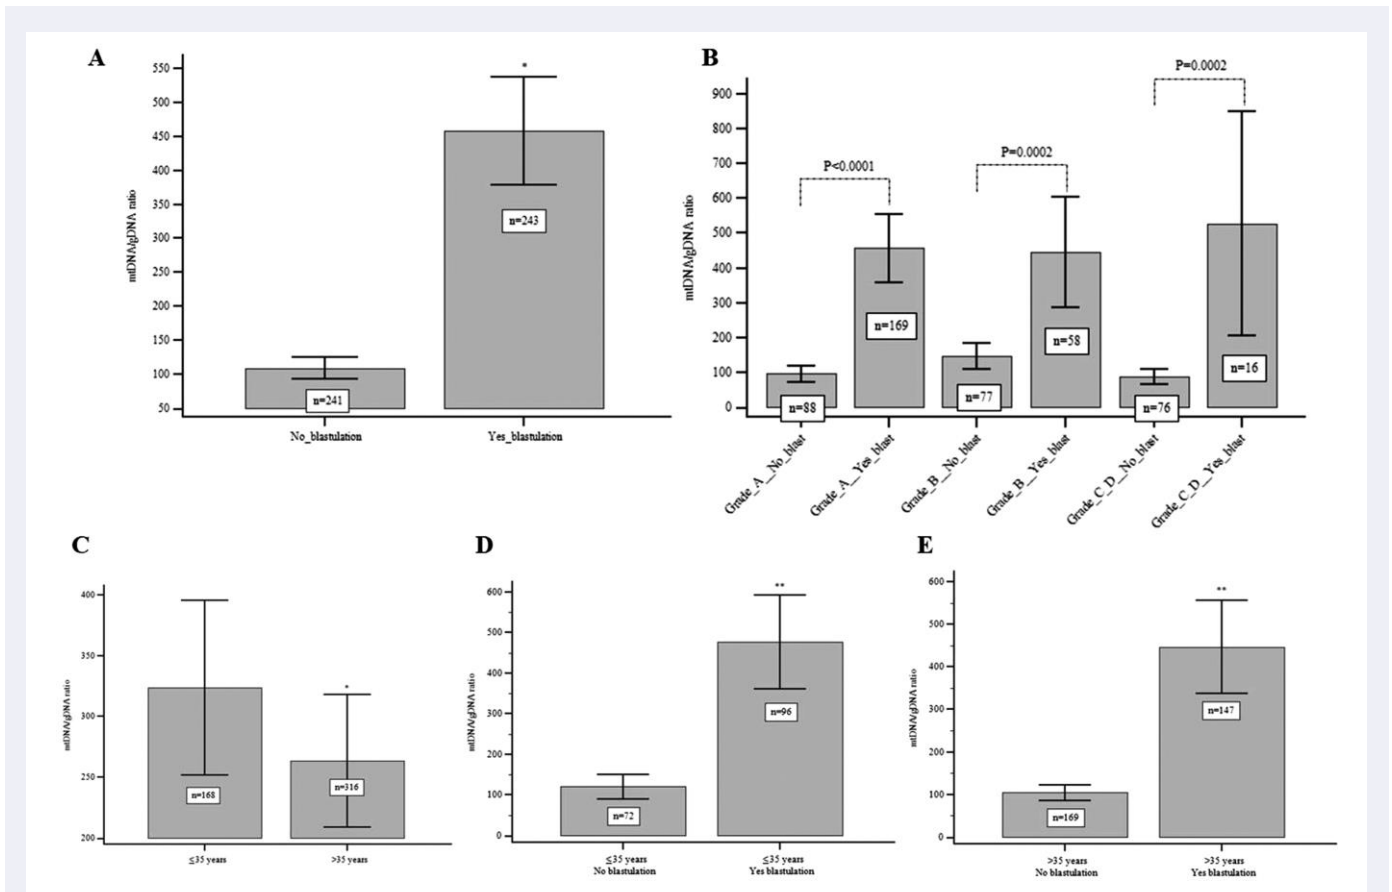 A
mtDNA/gDNA ratio
550
500
450
400
350
300
250
200
150
100
50
*
n=241
n=243
No_blastulation
Yes_blastulation
B
mtDNA/gDNA ratio
900
800
700
600
500
400
300
200
100
0
P<0.0001
P=0.0002
P=0.0002
n=88
n=169
n=77
n=58
n=76
n=16
Grade_A__No_blast
Grade_A__Yes_blast
Grade_B__No_blast
Grade_B__Yes_blast
Grade_C_D__No_blast
Grade_C_D__Yes_blast
C
mtDNA/gDNA ratio
400
350
300
250
200
*
n=168
n=316
≤35 years
>35 years
D
mtDNA/gDNA ratio
600
500
400
300
200
100
0
**
n=72
n=96
≤35 years
No blastulation
≤35 years
Yes blastulation
E
mtDNA/gDNA ratio
600
500
400
300
200
100
0
**
n=169
n=147
>35 years
No blastulation
>35 years
Yes blastulation